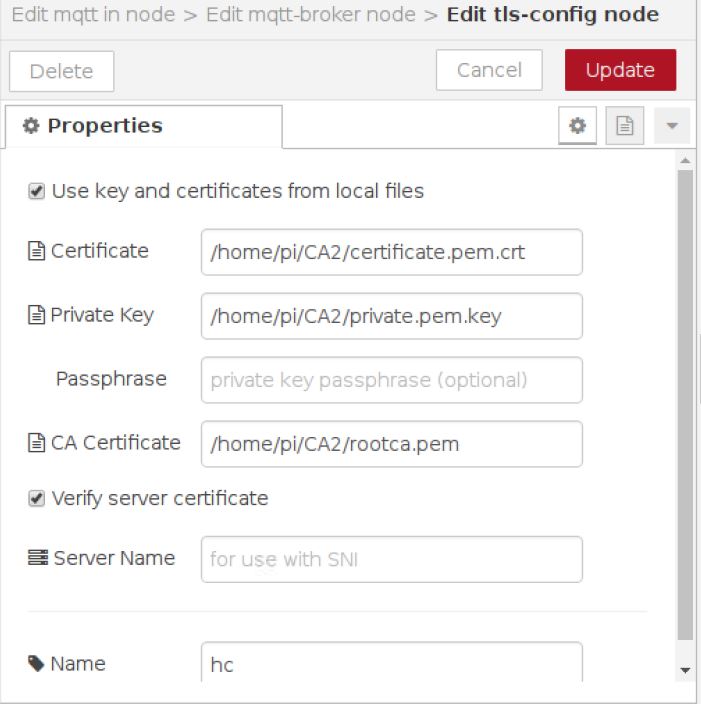 Edit mqtt in node > Edit mqtt-broker node > Edit tls-config node
Delete
Cancel
Update
Properties
Use key and certificates from local files
Certificate
/home/pi/CA2/certificate.pem.crt
Private Key
/home/pi/CA2/private.pem.key
Passphrase
private key passphrase (optional)
CA Certificate
/home/pi/CA2/rootca.pem
Verify server certificate
Server Name
for use with SNI
Name
hc